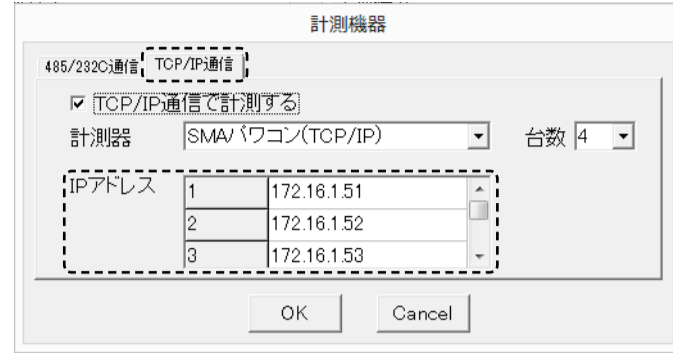 計測機器
485/232C通信 TCP/IP通信
TCP/IP通信で計測する
計測器 SMAパワコン(TCP/IP) 台数 4
IPアドレス 1 172.16.1.51
2 172.16.1.52
3 172.16.1.53
OK Cancel